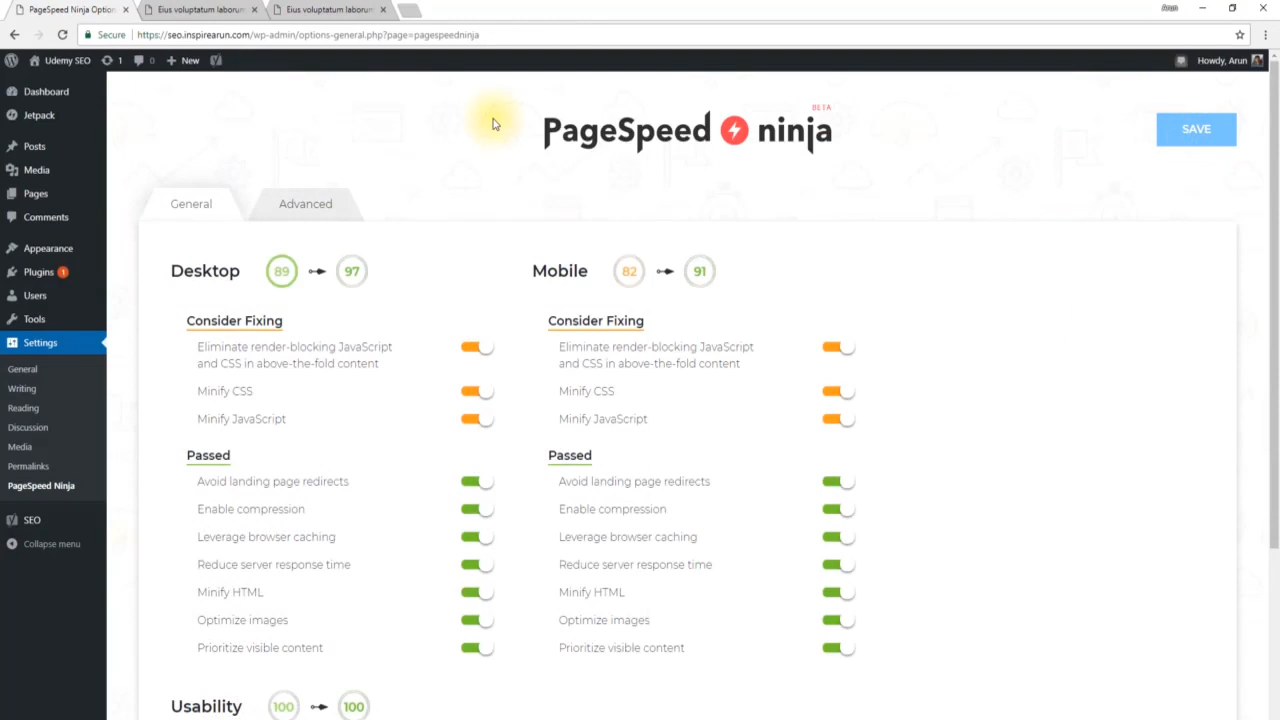 PageSpeed Ninja Optio
Eius voluptatum laborum
Eius voluptatum laborum
Arun
Secure
https://seo.inspirearun.com/wp-admin/options-general.php?page=pagespeedninja
Udemy SEO
1
0
New
Howdy, Arun
Dashboard
Jetpack
Posts
Media
Pages
Comments
Appearance
Plugins 1
Users
Tools
Settings
General
Writing
Reading
Discussion
Media
Permalinks
PageSpeed Ninja
SEO
Collapse menu
PageSpeed ninja
BETA
SAVE
General
Advanced
Desktop 89 97
Consider Fixing
Eliminate render-blocking JavaScript
and CSS in above-the-fold content
Minify CSS
Minify JavaScript
Passed
Avoid landing page redirects
Enable compression
Leverage browser caching
Reduce server response time
Minify HTML
Optimize images
Prioritize visible content
Mobile 82 91
Consider Fixing
Eliminate render-blocking JavaScript
and CSS in above-the-fold content
Minify CSS
Minify JavaScript
Passed
Avoid landing page redirects
Enable compression
Leverage browser caching
Reduce server response time
Minify HTML
Optimize images
Prioritize visible content
Usability 100 100